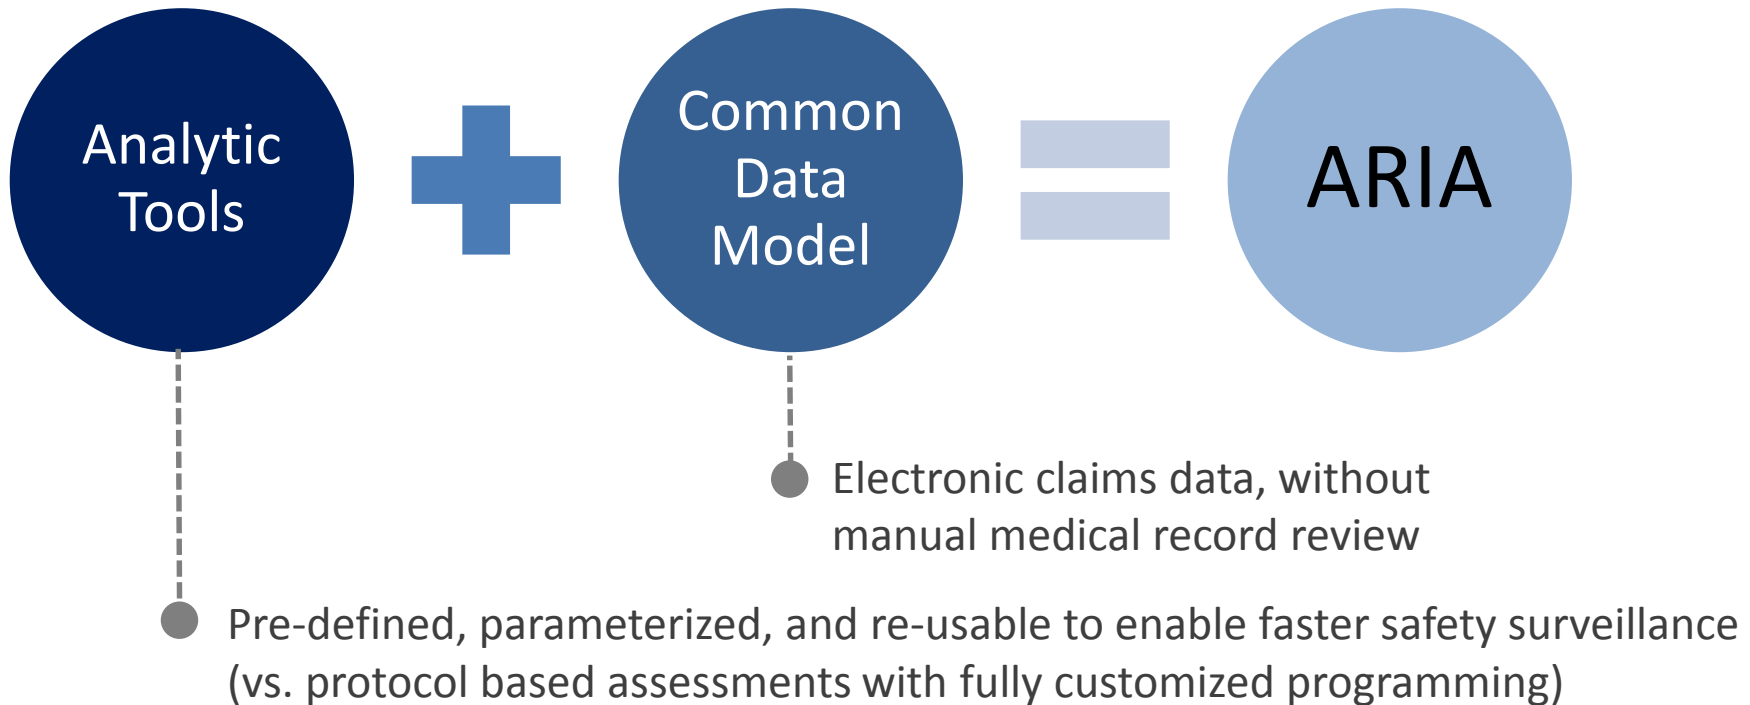 Analytic
Tools
Common
Data
Model
ARIA
Electronic claims data, without
manual medical record review
Pre-defined, parameterized, and re-usable to enable faster safety surveillance
(vs. protocol based assessments with fully customized programming)